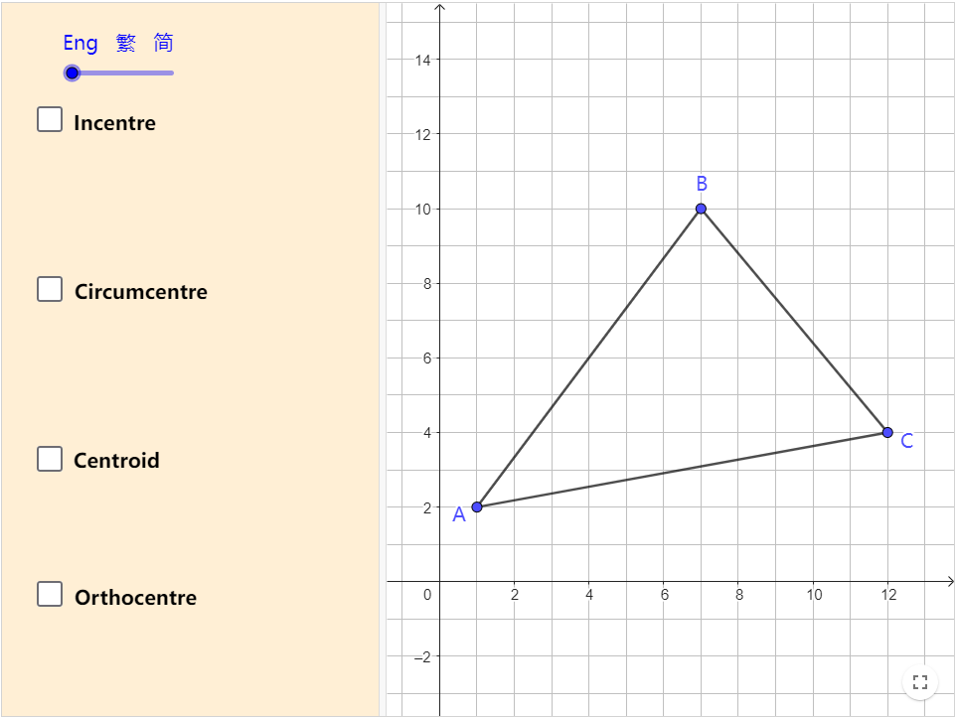 Eng 繁 简
Incentre
Circumcentre
Centroid
Orthocentre
14
12
10
8
6
4
2
0
–2
2 4 6 8 10 12
B
C
A